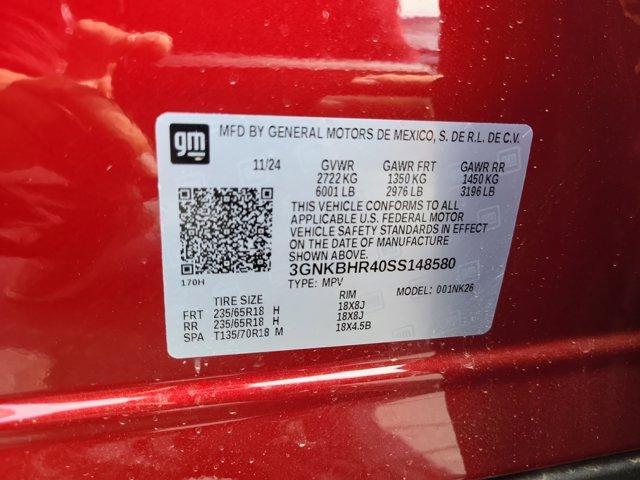 gm
MFD BY GENERAL MOTORS DE MEXICO, S. DE R.L. DE C.V.
11/24 GVWR GAWR FRT GAWR RR
2722 KG 1350 KG 1450 KG
6001 LB 2976 LB 3196 LB
THIS VEHICLE CONFORMS TO ALL
APPLICABLE U.S. FEDERAL MOTOR
VEHICLE SAFETY STANDARDS IN EFFECT
ON THE DATE OF MANUFACTURE
SHOWN ABOVE.
170H
3GNKBHR40SS148580
TYPE: MPV MODEL: 001NK26
TIRE SIZE RIM
FRT 235/65R18 H 18X8J
RR 235/65R18 H 18X8J
SPA T135/70R18 M 18X4.5B